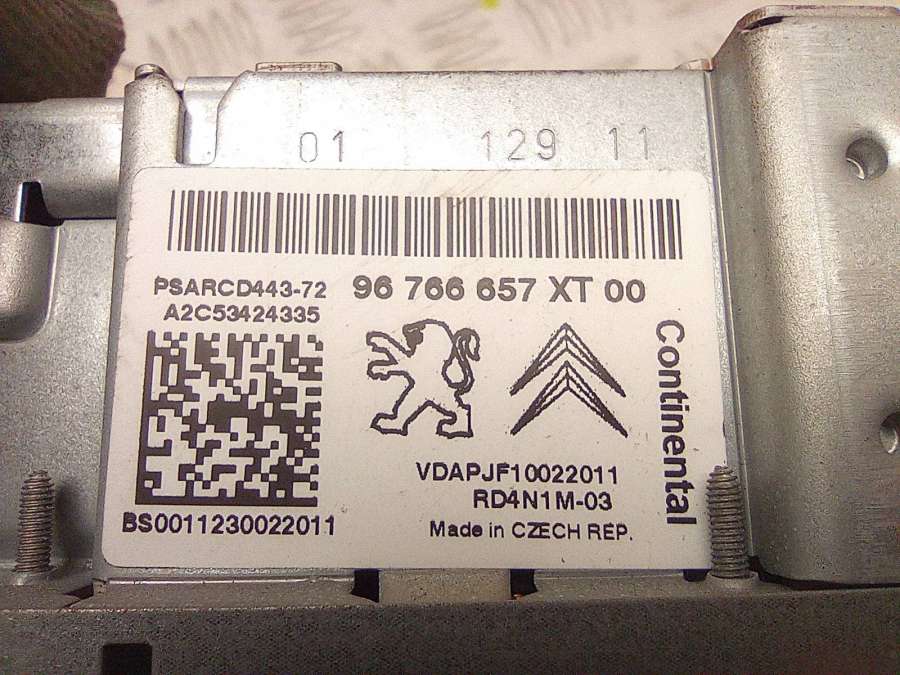 01 129 11
PSARCD443-72
A2C53424335
96 766 657 XT 00
Continental
VDAPJF10022011
RD4N1M-03
BS0011230022011
Made in CZECH REP.